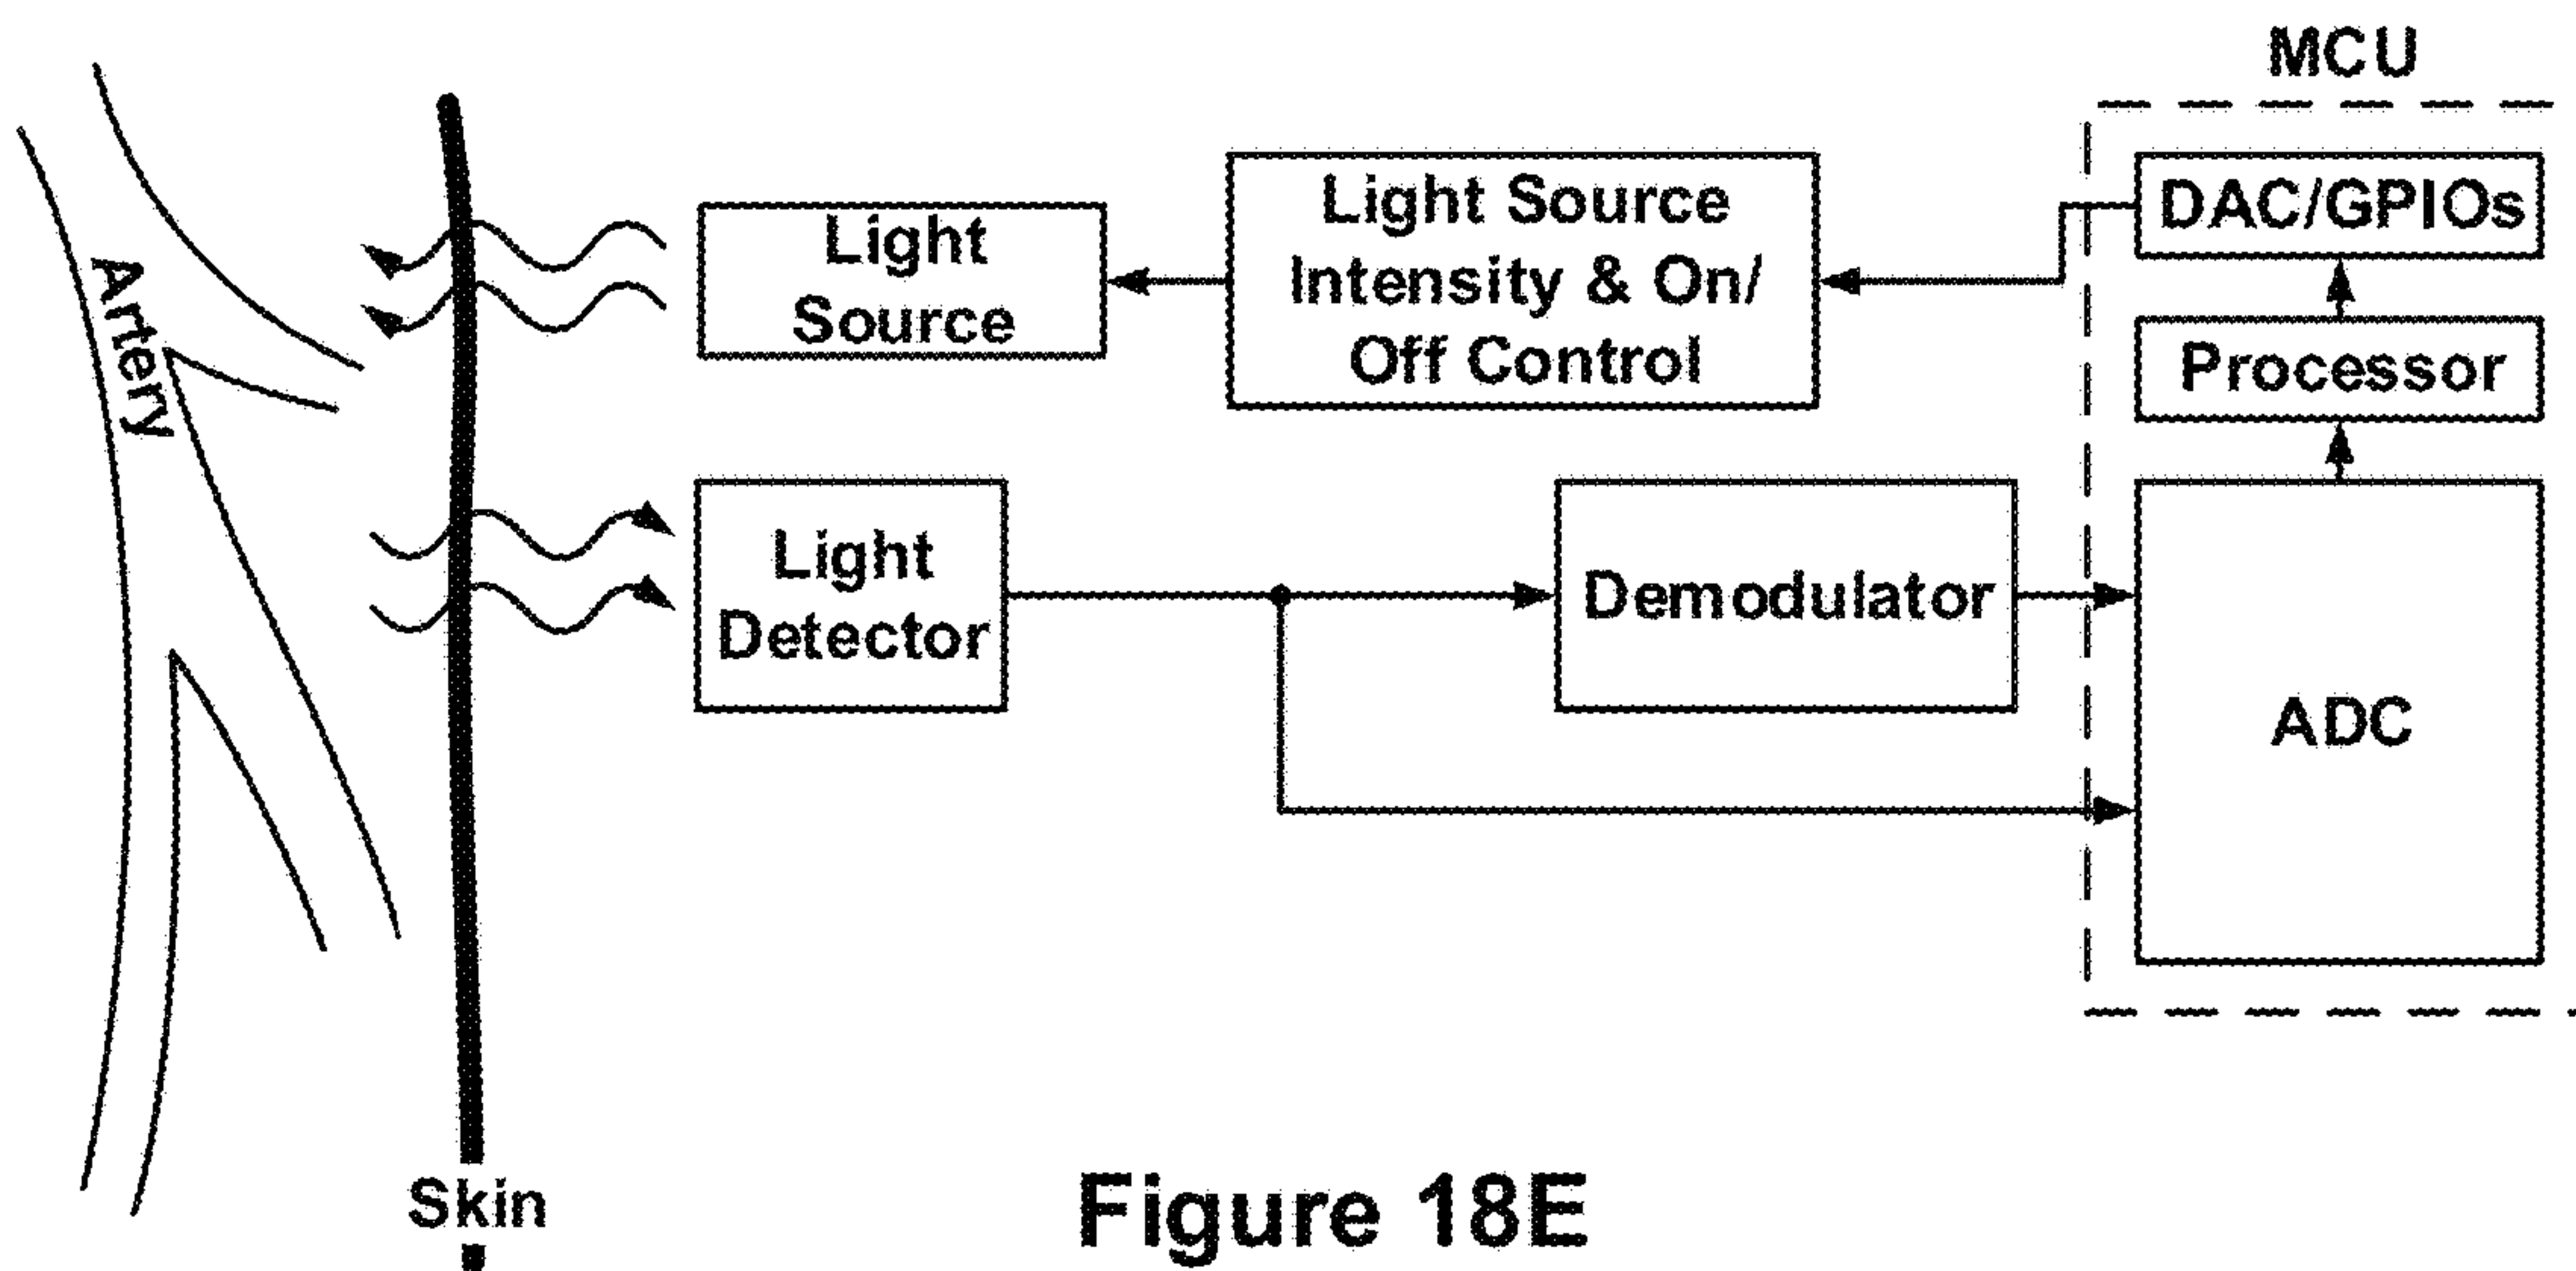 MCU
Artery
Light
Source
Light Source
Intensity & On/
Off Control
DAC/GPIOs
Processor
Light
Detector
Demodulator
ADC
Skin
Figure 18E